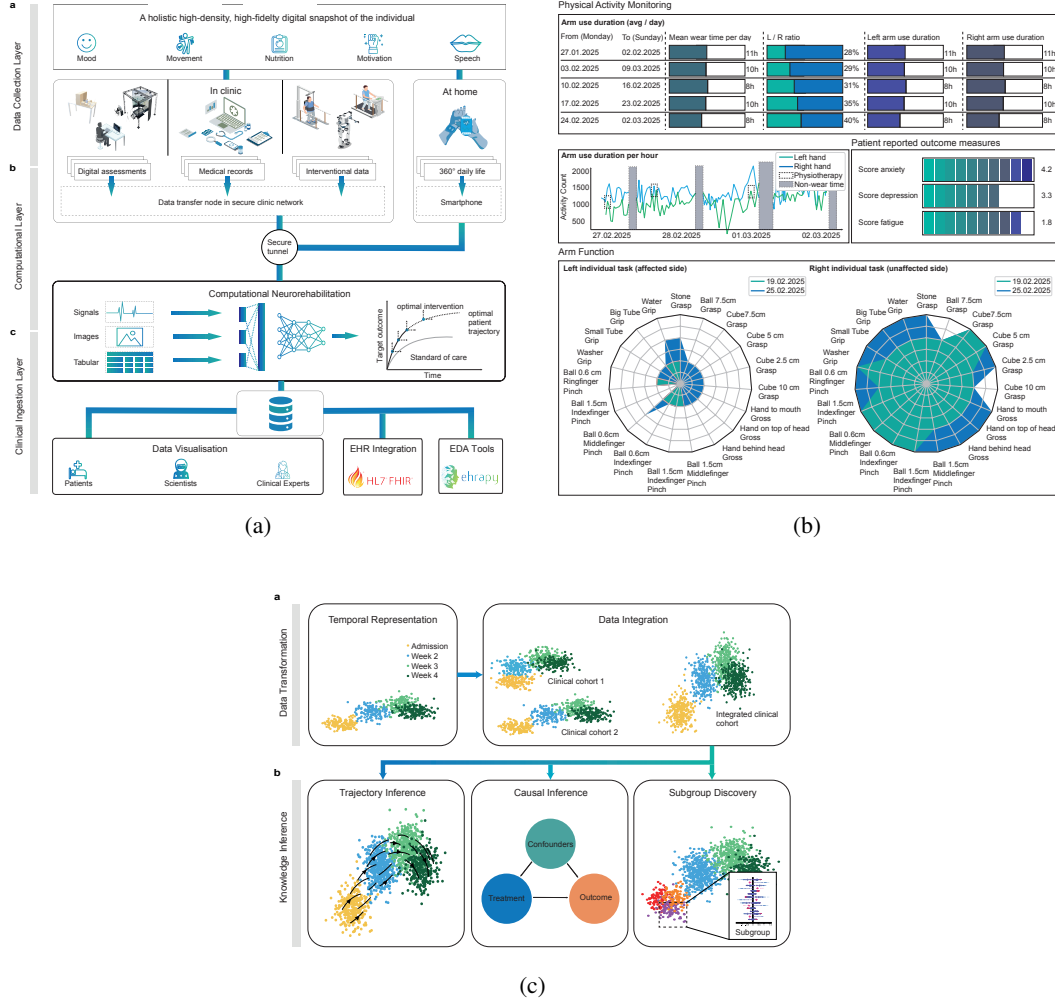 a
A holistic high-density, high-fidelty digital snapshot of the individual
Mood
Movement
Nutrition
Motivation
Speech
Data Collection Layer
In clinic
At home
b
Digital assessments
Medical records
Interventional data
360° daily life
Data transfer node in secure clinic network
Smartphone
Computational Layer
Secure
tunnel
Computational Neurorehabilitation
Signals
Images
Tabular
optimal intervention
optimal
patient
trajectory
Standard of care
Target outcome
Time
c
Clinical Ingestion Layer
Data Visualisation
Patients
Scientists
Clinical Experts
EHR Integration
HL7 FHIR
EDA Tools
ehrapy
(a)
Physical Activity Monitoring
Arm use duration (avg / day)
From (Monday) To (Sunday) Mean wear time per day L / R ratio Left arm use duration Right arm use duration
27.01.2025 02.02.2025 11h 28% 11h 11h
03.02.2025 09.03.2025 10h 29% 10h 10h
10.02.2025 16.02.2025 8h 31% 8h 8h
17.02.2025 23.02.2025 10h 35% 10h 10h
24.02.2025 02.03.2025 8h 40% 8h 8h
Arm use duration per hour
Left hand
Right hand
Physiotherapy
Non-wear time
Activity Count
2000
1500
1000
500
0
27.02.2025 28.02.2025 01.03.2025 02.03.2025
Patient reported outcome measures
Score anxiety 4.2
Score depression 3.3
Score fatigue 1.8
Arm Function
Left individual task (affected side)
19.02.2025
25.02.2025
Stone
Grasp
Ball 7.5cm
Grasp
Cube7.5cm
Grasp
Cube 5 cm
Grasp
Cube 2.5 cm
Grasp
Cube 10 cm
Grasp
Hand to mouth
Gross
Hand on top of head
Gross
Hand behind head
Gross
Ball 1.5cm
Middlefinger
Pinch
Ball 1.5cm
Indexfinger
Pinch
Ball 0.6cm
Indexfinger
Pinch
Ball 0.6cm
Middlefinger
Pinch
Ball 1.5cm
Indexfinger
Pinch
Ball 0.6 cm
Ringfinger
Pinch
Washer
Grip
Small Tube
Grip
Big Tube
Grip
Water
Grip
Right individual task (unaffected side)
19.02.2025
25.02.2025
Stone
Grasp
Ball 7.5cm
Grasp
Cube7.5cm
Grasp
Cube 5 cm
Grasp
Cube 2.5 cm
Grasp
Cube 10 cm
Grasp
Hand to mouth
Gross
Hand on top of head
Gross
Hand behind head
Gross
Ball 1.5cm
Middlefinger
Pinch
Ball 1.5cm
Indexfinger
Pinch
Ball 0.6cm
Indexfinger
Pinch
Ball 0.6cm
Middlefinger
Pinch
Ball 1.5cm
Indexfinger
Pinch
Ball 0.6 cm
Ringfinger
Pinch
Washer
Grip
Small Tube
Grip
Big Tube
Grip
Water
Grip
(b)
a
Data Transformation
Temporal Representation
Admission
Week 2
Week 3
Week 4
Data Integration
Clinical cohort 1
Clinical cohort 2
Integrated clinical
cohort
b
Knowledge Inference
Trajectory Inference
Causal Inference
Confounders
Treatment
Outcome
Subgroup Discovery
Subgroup
(c)